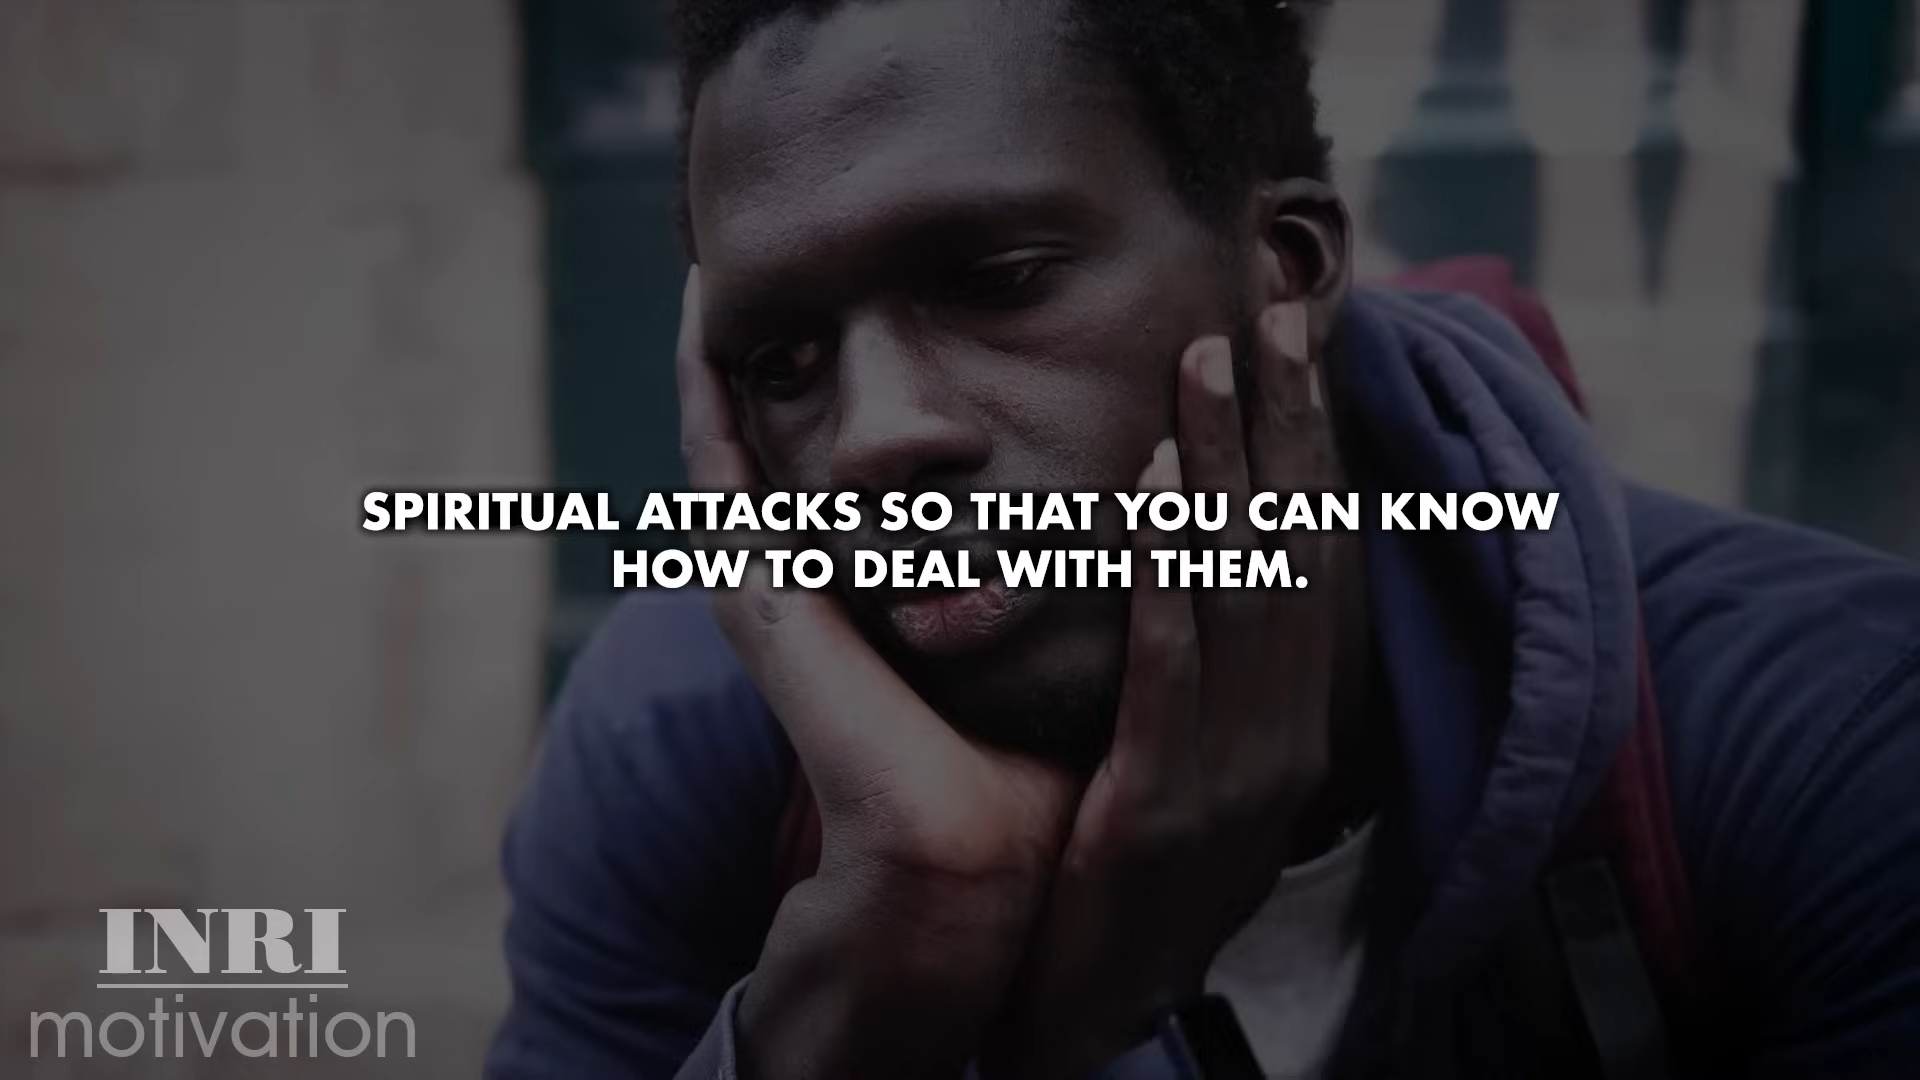 SPIRITUAL ATTACKS SO THAT YOU CAN KNOW
HOW TO DEAL WITH THEM.
INRI
motivation